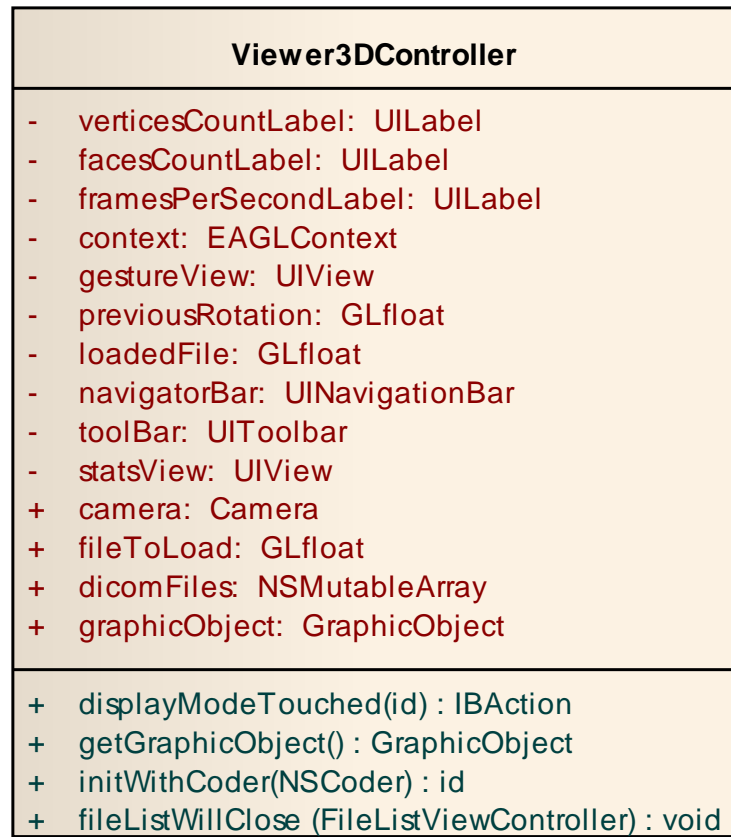 Viewer3DController
- verticesCountLabel: UILabel
- facesCountLabel: UILabel
- framesPerSecondLabel: UILabel
- context: EAGLContext
- gestureView: UIView
- previousRotation: GLfloat
- loadedFile: GLfloat
- navigatorBar: UINavigationBar
- toolBar: UIToolbar
- statsView: UIView
+ camera: Camera
+ fileToLoad: GLfloat
+ dicomFiles: NSMutableArray
+ graphicObject: GraphicObject
+ displayModeTouched(id) : IBAction
+ getGraphicObject() : GraphicObject
+ initWithCoder(NSCoder) : id
+ fileListWillClose (FileListViewController) : void